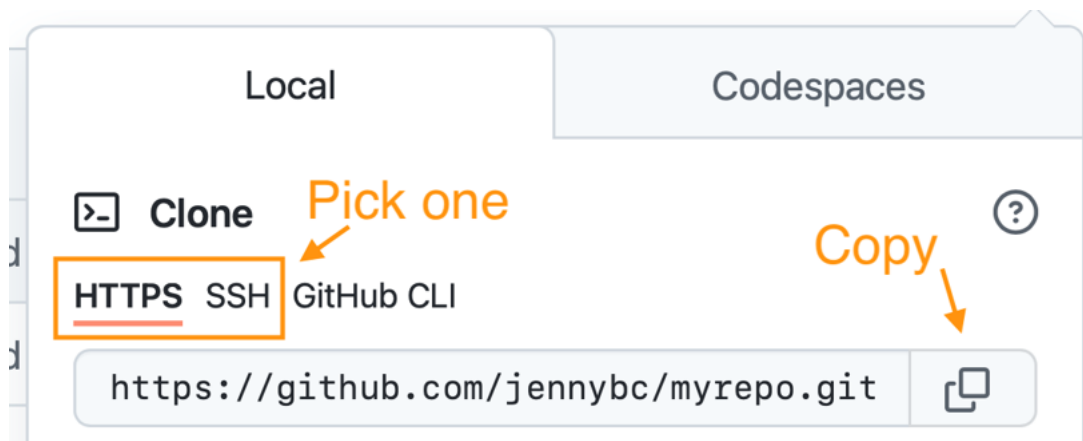 Local
Codespaces
Clone
Pick one
Copy
HTTPS SSH GitHub CLI
https://github.com/jennybc/myrepo.git
d
d